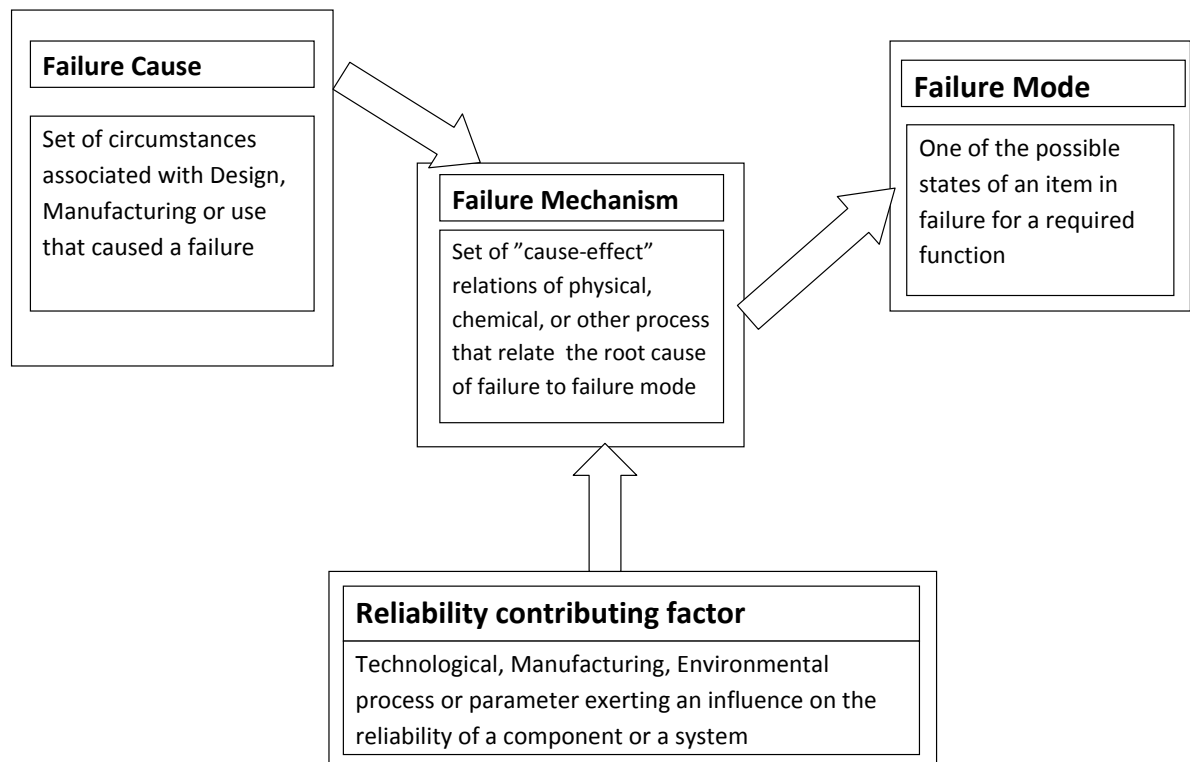 Failure Cause
Set of circumstances
associated with Design,
Manufacturing or use
that caused a failure
Failure Mechanism
Set of ”cause-effect”
relations of physical,
chemical, or other process
that relate  the root cause
of failure to failure mode
Failure Mode
One of the possible
states of an item in
failure for a required
function
Reliability contributing factor
Technological, Manufacturing, Environmental
process or parameter exerting an influence on the
reliability of a component or a system